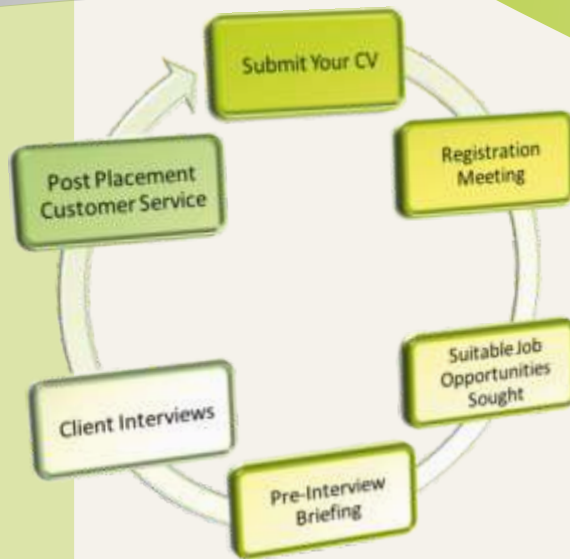 Submit Your CV
Registration
Meeting
Suitable Job
Opportunities
Sought
Pre-Interview
Briefing
Client Interviews
Post Placement
Customer Service